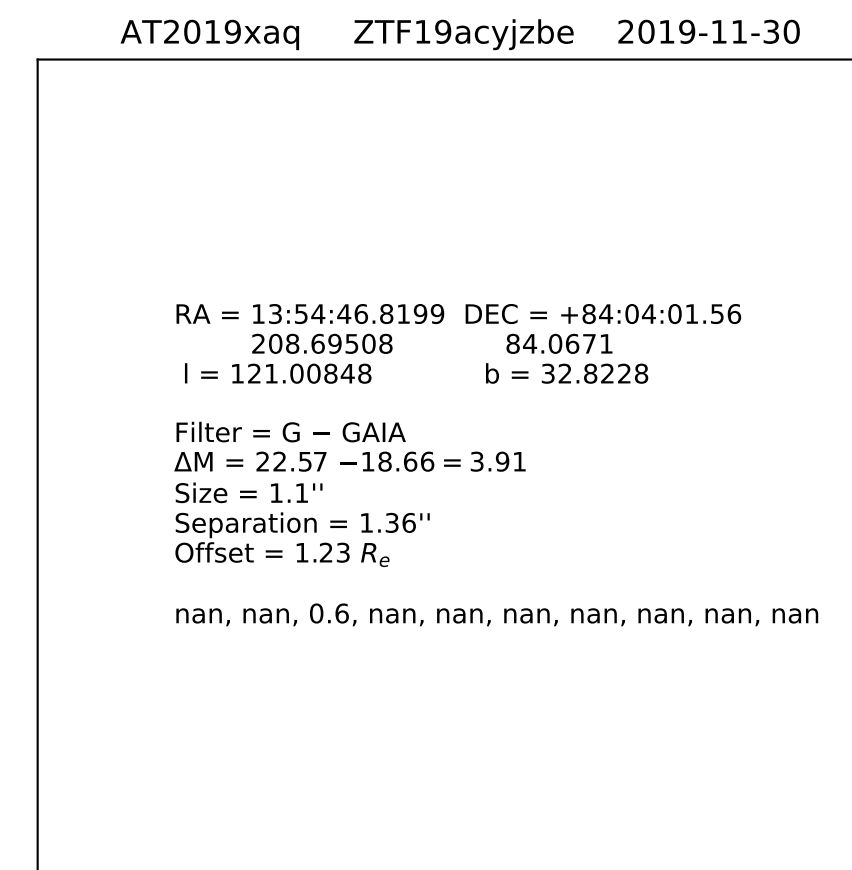 AT2019xaq ZTF19acyjzbe 2019-11-30
RA = 13:54:46.8199 DEC = +84:04:01.56
208.69508 84.0671
l = 121.00848 b = 32.8228
Filter = G − GAIA
ΔM = 22.57 −18.66 = 3.91
Size = 1.1''
Separation = 1.36''
Offset = 1.23 Re
nan, nan, 0.6, nan, nan, nan, nan, nan, nan, nan